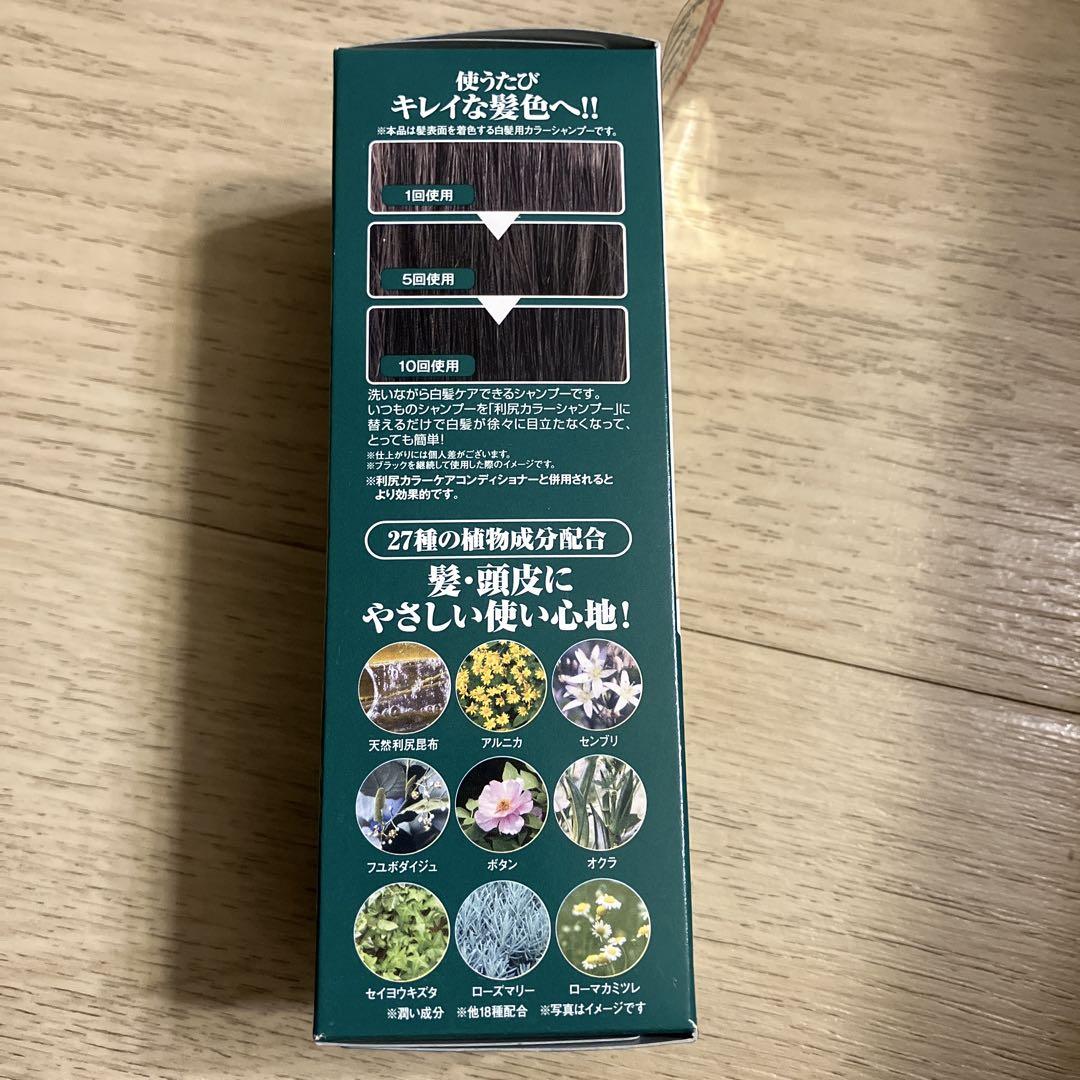 使うたび
キレイな髪色へ!!
※本品は髪表面を着色する白髪用カラーシャンプーです。
1回使用
5回使用
10回使用
洗いながら白髪ケアできるシャンプーです。
いつものシャンプーを「利尻カラーシャンプー」に
替えるだけで白髪が徐々に目立たなくなって、
とっても簡単!
※仕上がりには個人差がございます。
※ブラックを継続して使用した際のイメージです。
※利尻カラーケアコンディショナーと併用されると
より効果的です。
27種の植物成分配合
髪・頭皮に
やさしい使い心地!
天然利尻昆布 アルニカ センブリ
フユボダイジュ ボタン オクラ
セイヨウキズタ ローズマリー ローマカミツレ
※潤い成分 ※他18種配合 ※写真はイメージです